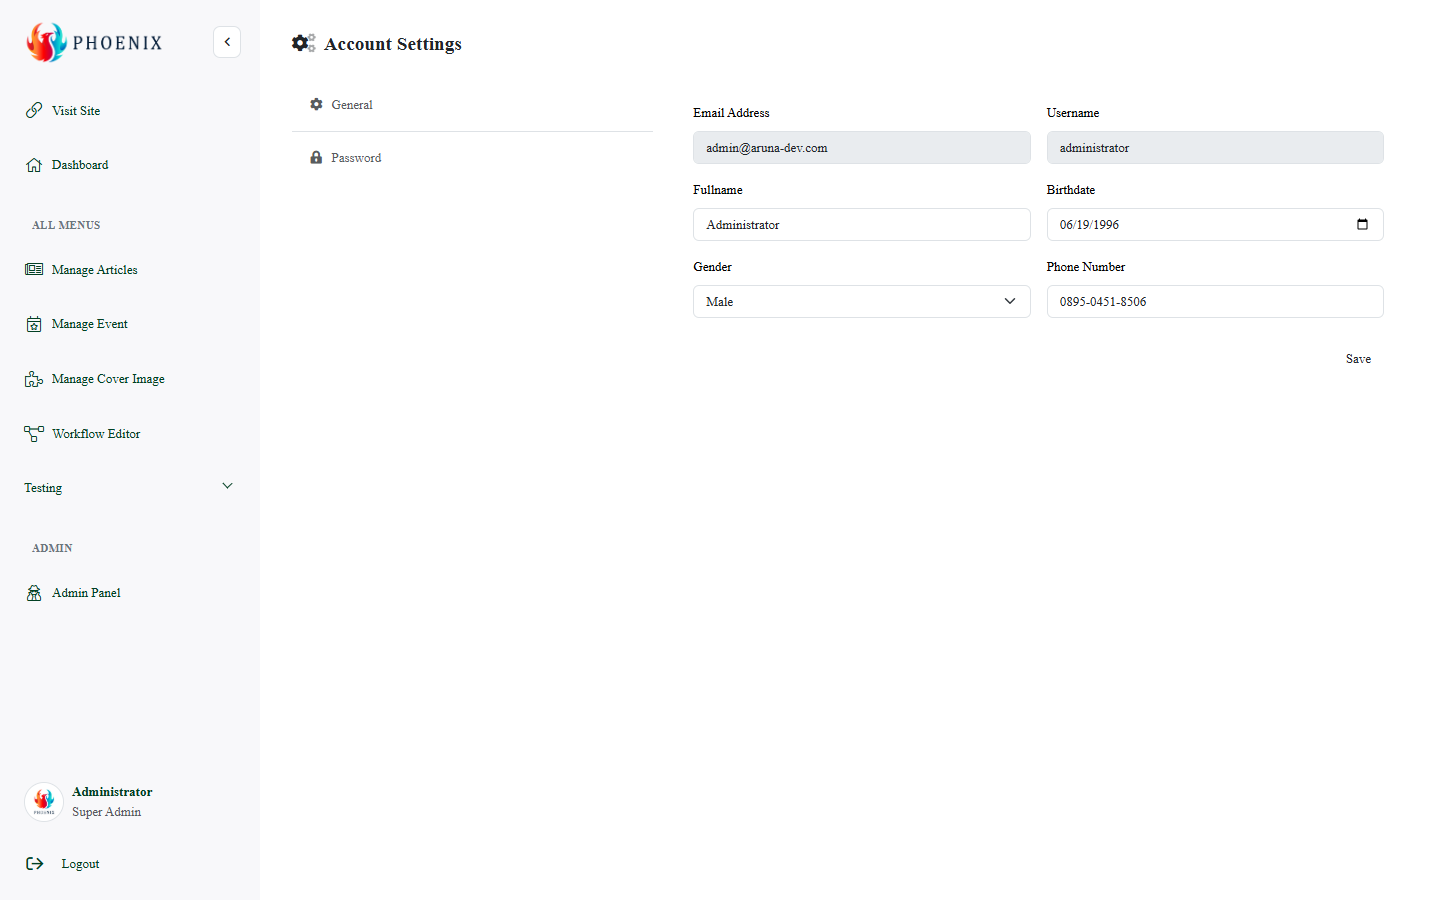 PHOENIX
Visit Site
Dashboard
ALL MENUS
Manage Articles
Manage Event
Manage Cover Image
Workflow Editor
Testing
ADMIN
Admin Panel
PHOENIX
Administrator
Super Admin
Logout
Account Settings
General
Password
Email Address
admin@aruna-dev.com
Username
administrator
Fullname
Administrator
Birthdate
06/19/1996
Gender
Male
Phone Number
0895-0451-8506
Save